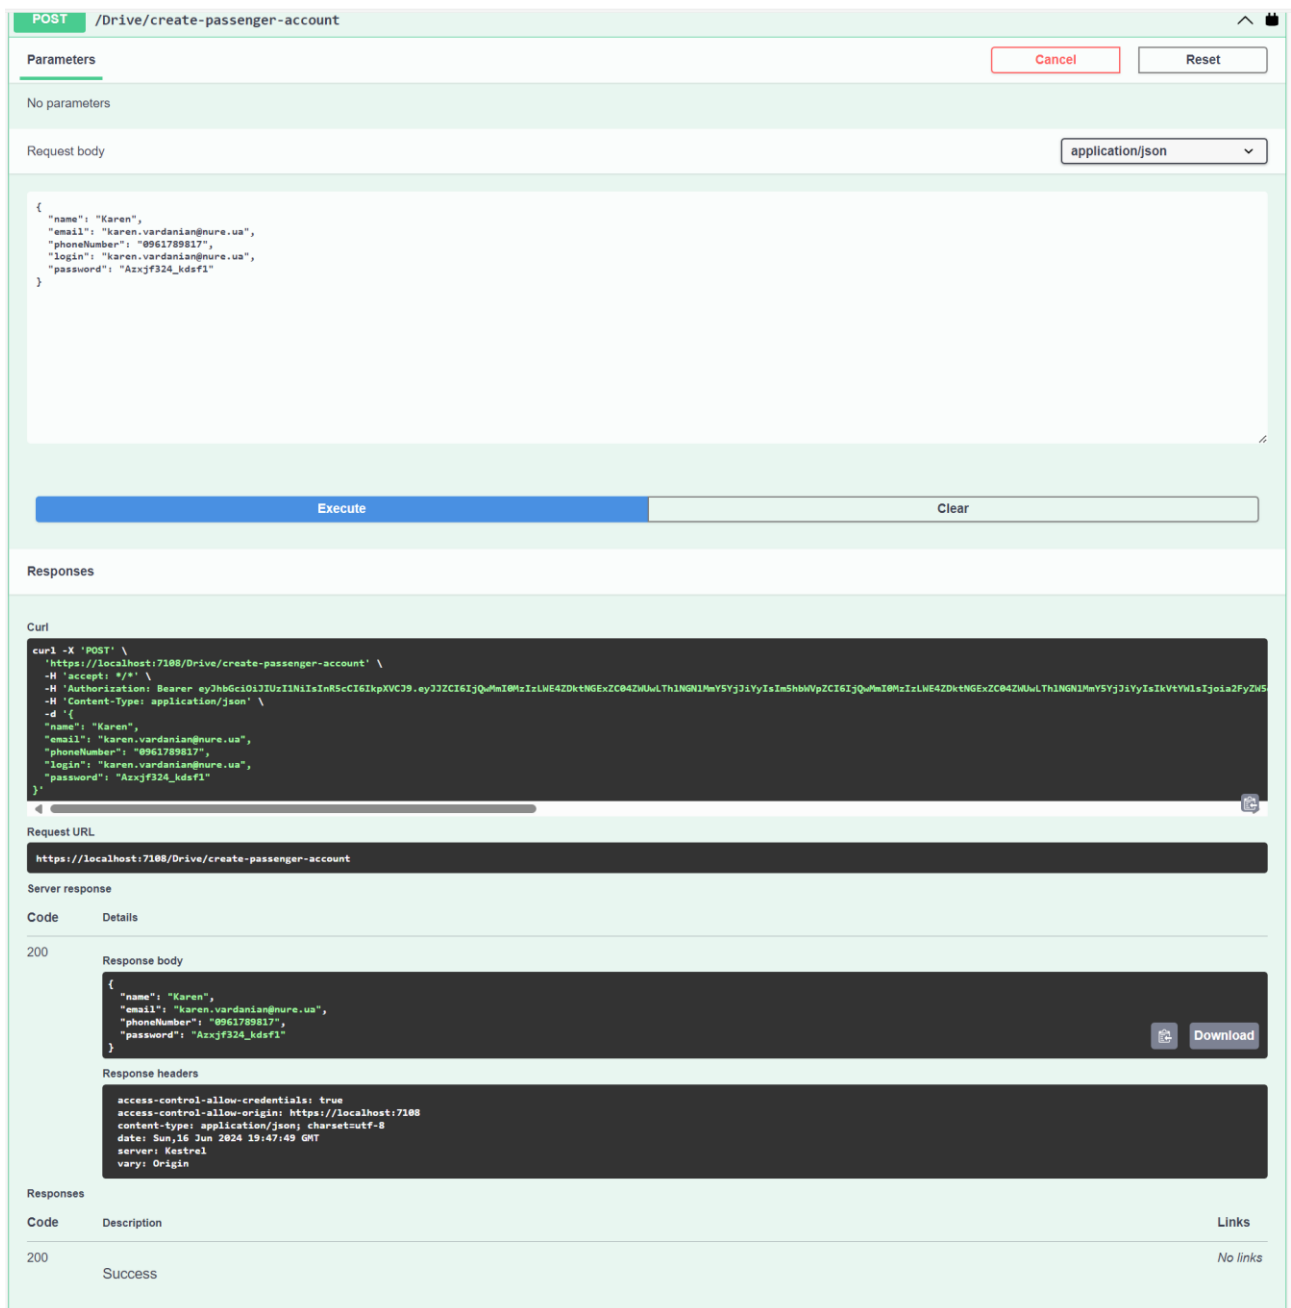 POST /Drive/create-passenger-account
Parameters
Cancel
Reset
No parameters
Request body
application/json
{
"name": "Karen",
"email": "karen.vardanian@nure.ua",
"phoneNumber": "0961789817",
"login": "karen.vardanian@nure.ua",
"password": "Azxjf324_kdsf1"
}
Execute
Clear
Responses
Curl
curl -X 'POST' \
'https://localhost:7108/Drive/create-passenger-account' \
-H 'accept: */*' \
-H 'Authorization: Bearer
-H 'Content-Type: application/json' \
-d '{
"name": "Karen",
"email": "karen.vardanian@nure.ua",
"phoneNumber": "0961789817",
"login": "karen.vardanian@nure.ua",
"password": "Azxjf324_kdsf1"
}'
Request URL
https://localhost:7108/Drive/create-passenger-account
Server response
Code Details
200
Response body
{
"name": "Karen",
"email": "karen.vardanian@nure.ua",
"phoneNumber": "0961789817",
"password": "Azxjf324_kdsf1"
}
Download
Response headers
access-control-allow-credentials: true
access-control-allow-origin: https://localhost:7108
content-type: application/json; charset=utf-8
date: Sun,16 Jun 2024 19:47:49 GMT
server: Kestrel
vary: Origin
Responses
Code Description Links
200 No links
Success